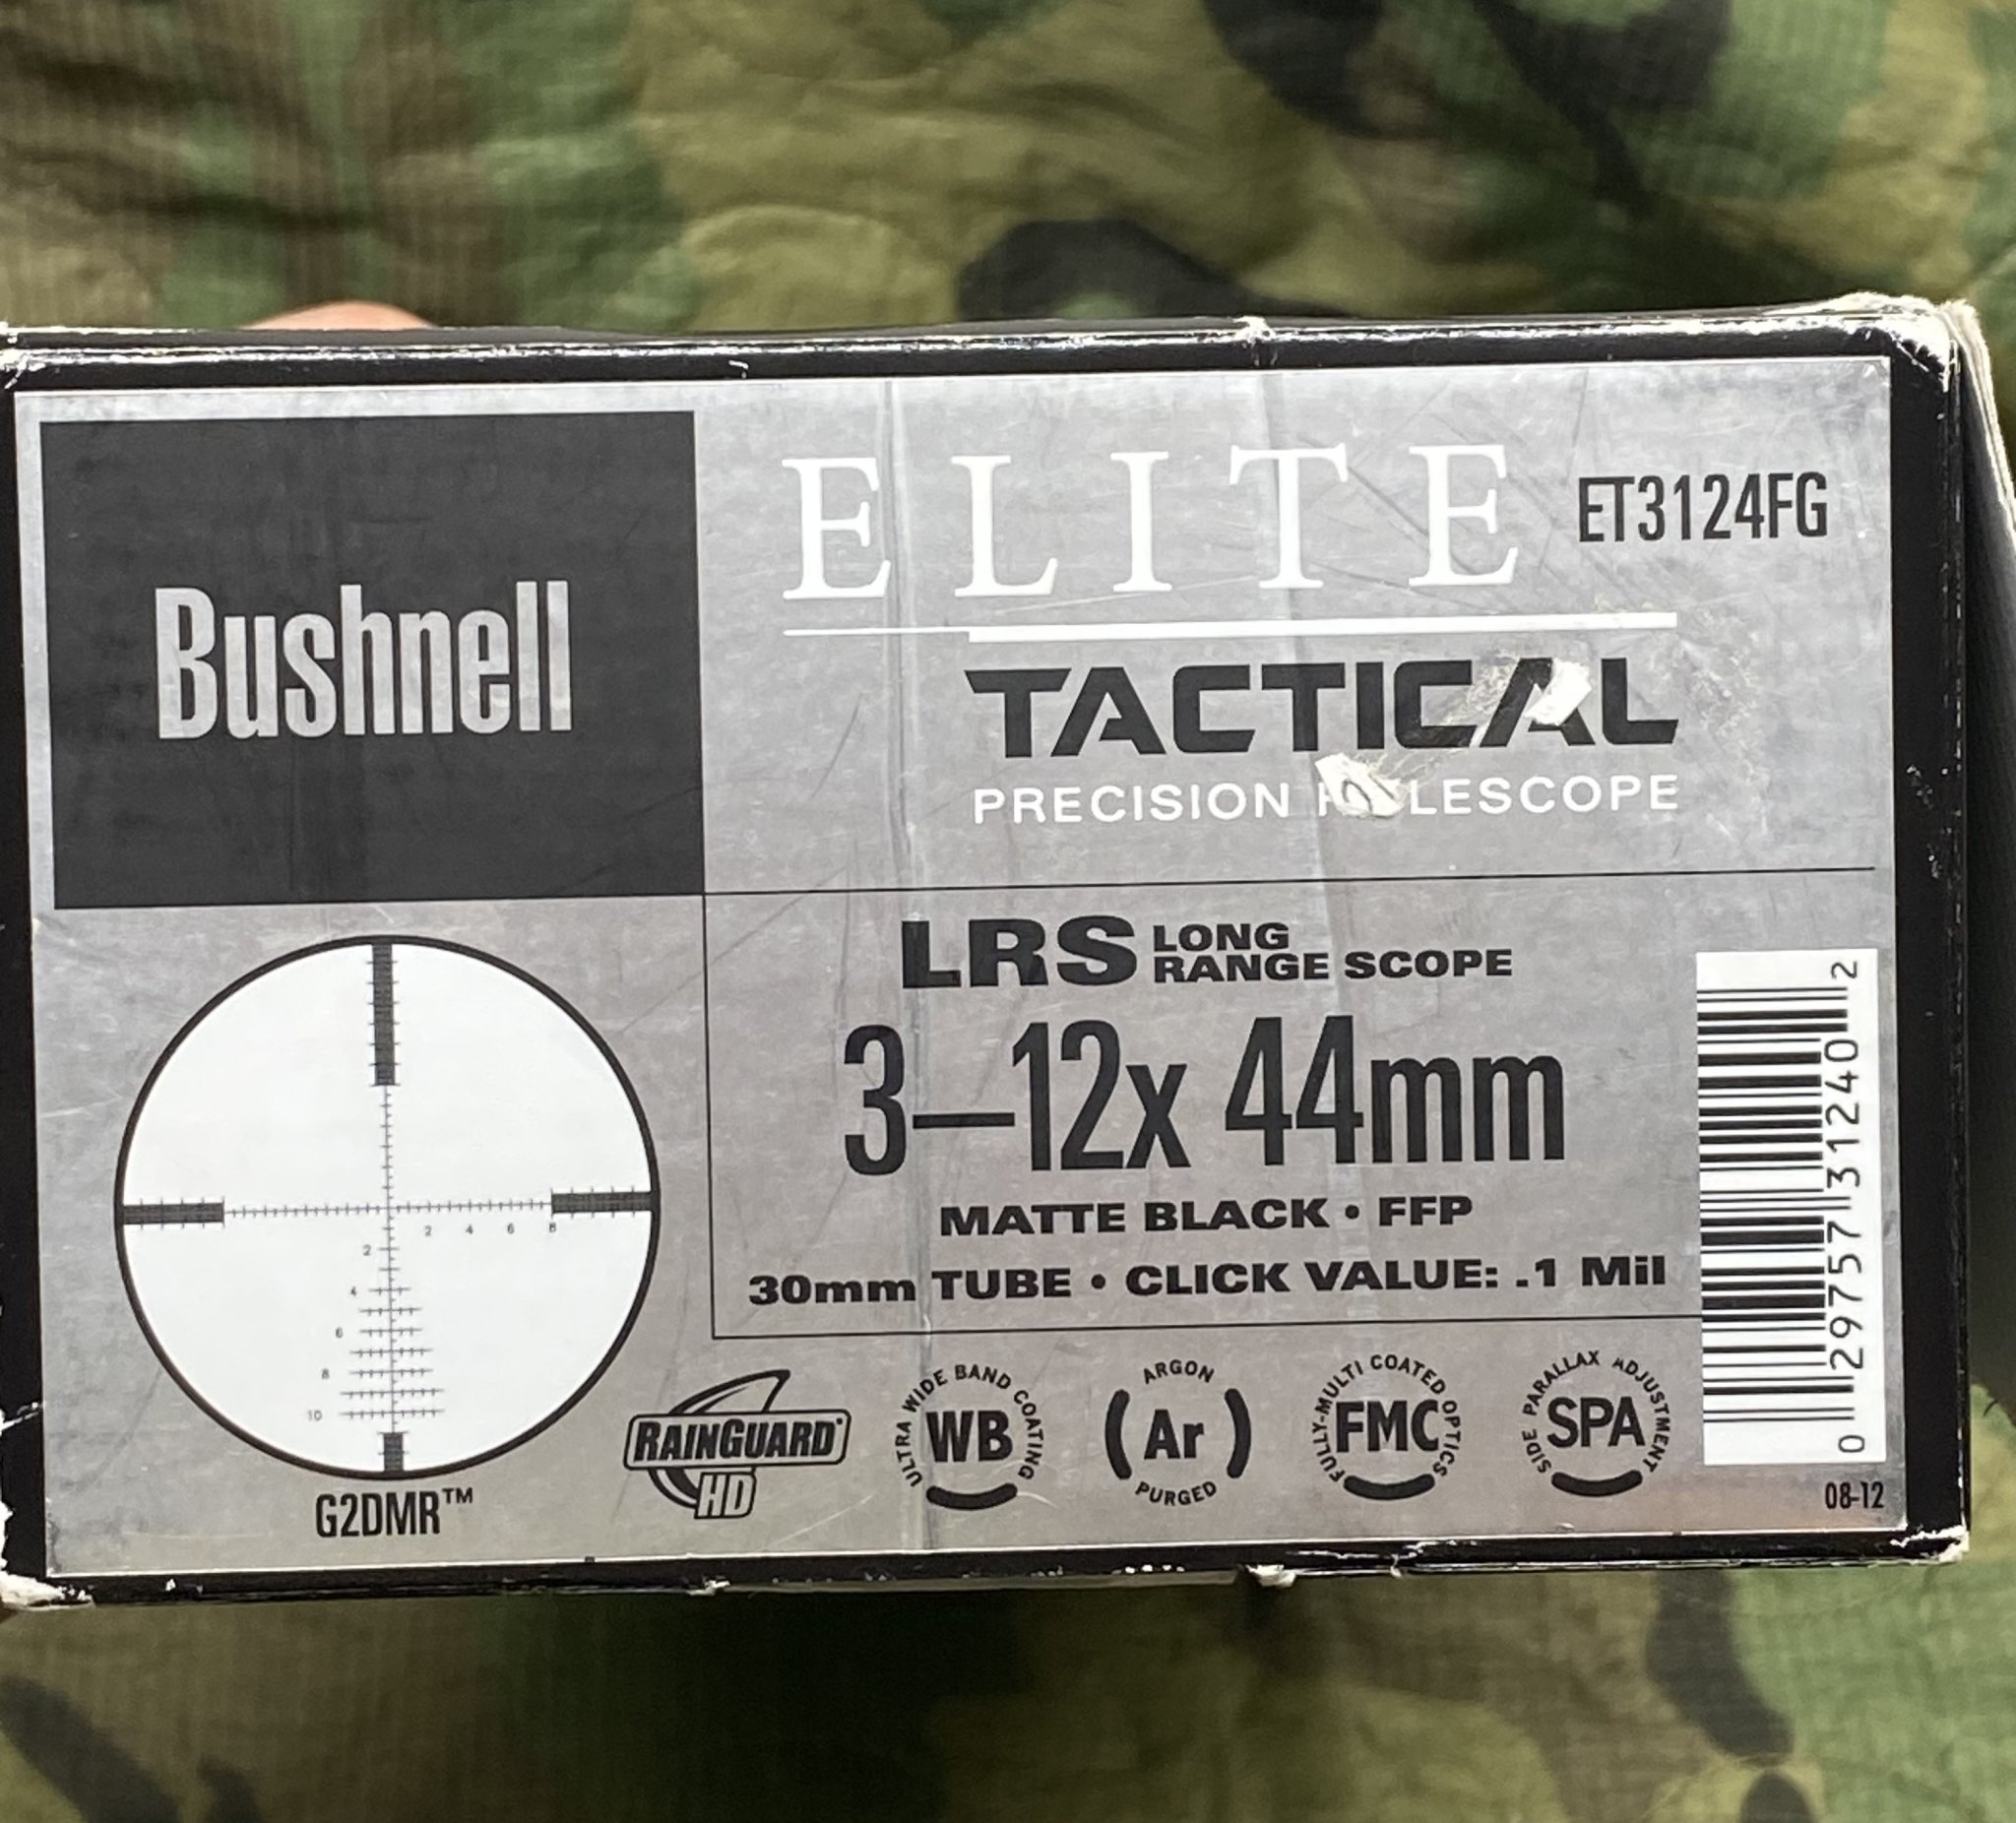 Bushnell
ELITE ET3124FG
TACTICAL
PRECISION LESCOPE
LRS LONG
RANGE SCOPE
3–12x 44mm
MATTE BLACK • FFP
30mm TUBE • CLICK VALUE: .1 Mil
2 4 6 8
2
4
6
8
10
G2DMR™
RAINGUARD®
HD
ULTRA WIDE BAND COATING
WB
ARGON
Ar
PURGED
FULLY-MULTI COATED OPTICS
FMC
SIDE PARALLAX ADJUSTMENT
SPA
0 29757 31240 2
08-12